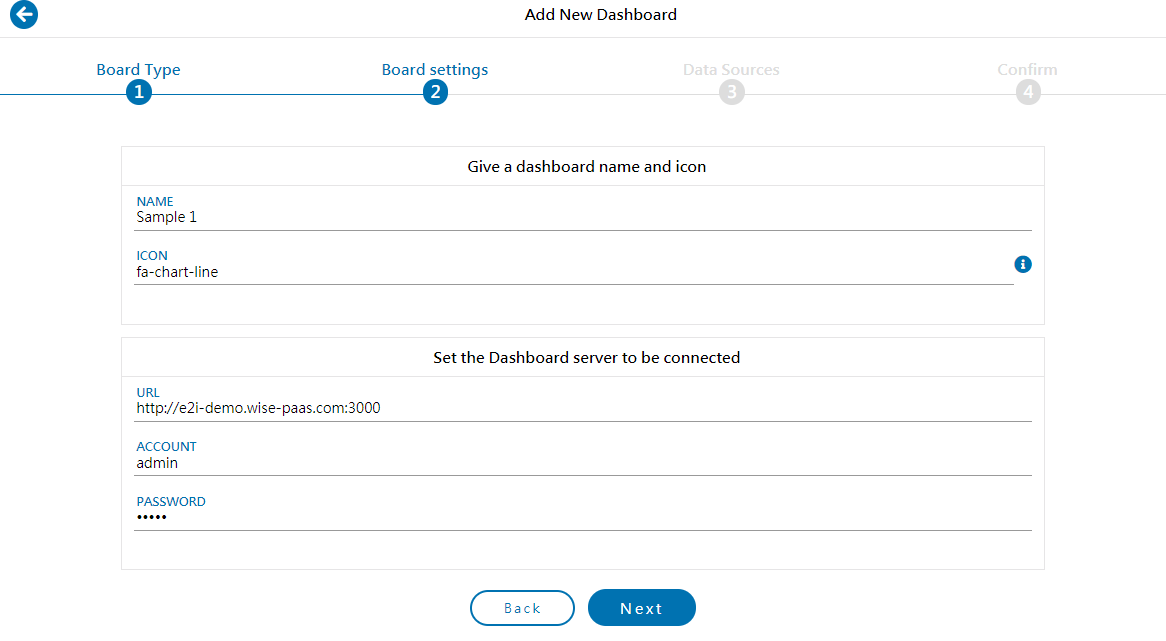 Add New Dashboard
Board Type
Board settings
Data Sources
Confirm
1
2
3
4
Give a dashboard name and icon
NAME
Sample 1
ICON
fa-chart-line
Set the Dashboard server to be connected
URL
http://e2i-demo.wise-paas.com:3000
ACCOUNT
admin
PASSWORD
•••••
Back
Next